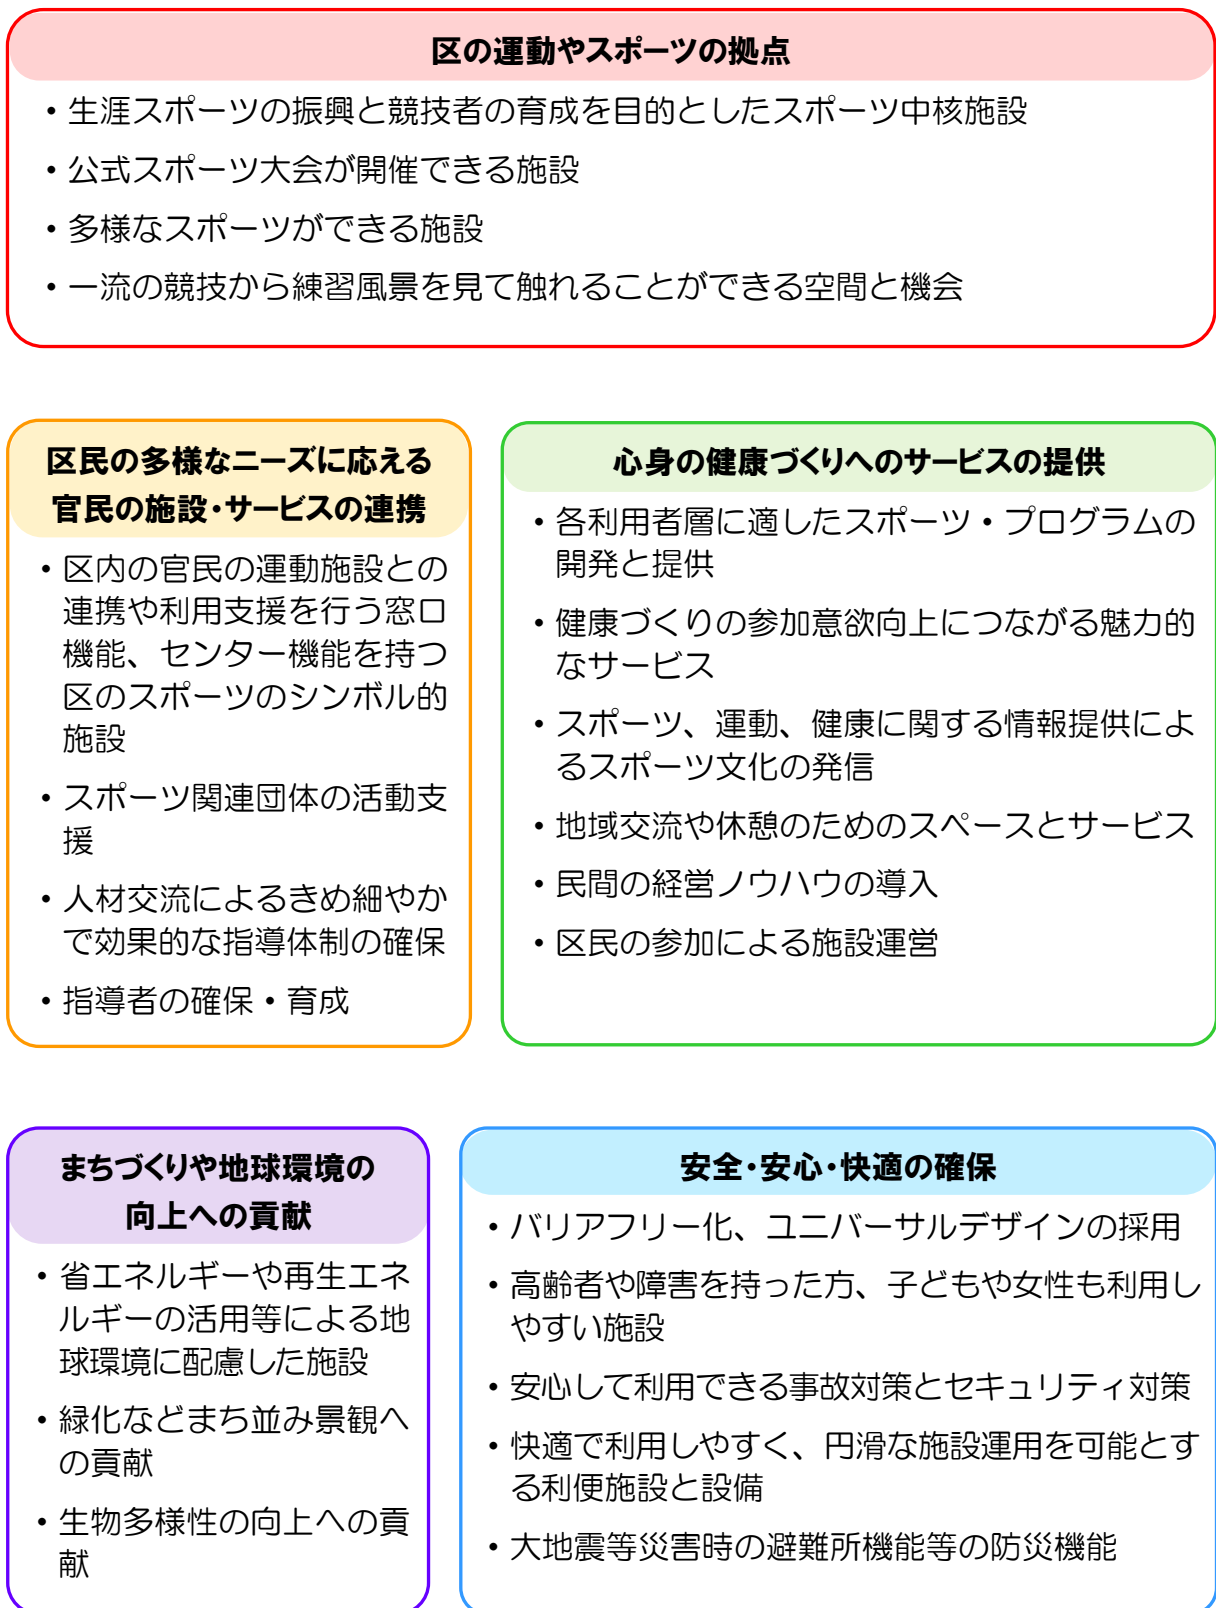 区の運動やスポーツの拠点
・生涯スポーツの振興と競技者の育成を目的としたスポーツ中核施設
・公式スポーツ大会が開催できる施設
・多様なスポーツができる施設
・一流の競技から練習風景を見て触れることができる空間と機会
区民の多様なニーズに応える
官民の施設・サービスの連携
・区内の官民の運動施設との
連携や利用支援を行う窓口
機能、センター機能を持つ
区のスポーツのシンボル的
施設
・スポーツ関連団体の活動支
援
・人材交流によるきめ細やか
で効果的な指導体制の確保
・指導者の確保・育成
心身の健康づくりへのサービスの提供
・各利用者層に適したスポーツ・プログラムの
開発と提供
・健康づくりの参加意欲向上につながる魅力的
なサービス
・スポーツ、運動、健康に関する情報提供によ
るスポーツ文化の発信
・地域交流や休憩のためのスペースとサービス
・民間の経営ノウハウの導入
・区民の参加による施設運営
まちづくりや地球環境の
向上への貢献
・省エネルギーや再生エネ
ルギーの活用等による地
球環境に配慮した施設
・緑化などまち並み景観へ
の貢献
・生物多様性の向上への貢
献
安全・安心・快適の確保
・バリアフリー化、ユニバーサルデザインの採用
・高齢者や障害を持った方、子どもや女性も利用し
やすい施設
・安心して利用できる事故対策とセキュリティ対策
・快適で利用しやすく、円滑な施設運用を可能とす
る利便施設と設備
・大地震等災害時の避難所機能等の防災機能